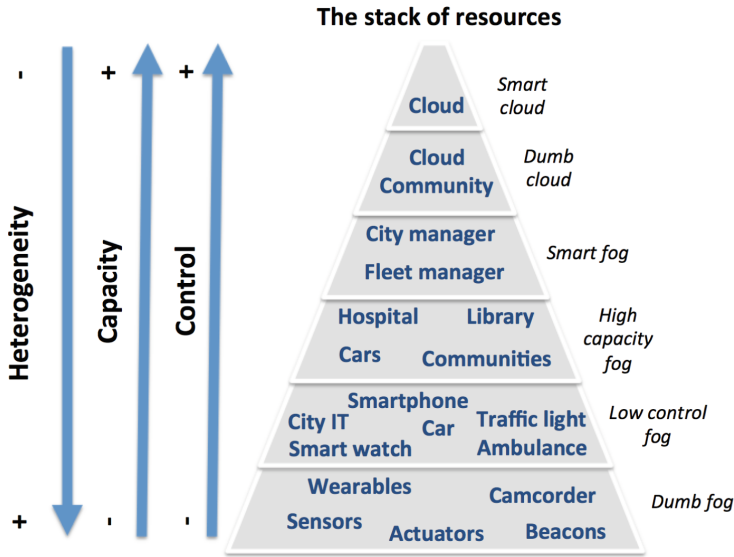 The stack of resources
-
+
+
Heterogeneity
Capacity
Control
+
-
-
Cloud
Smart
cloud
Cloud
Community
Dumb
cloud
City manager
Fleet manager
Smart fog
Hospital Library
Cars Communities
High
capacity
fog
Smartphone
City IT Car Traffic light
Smart watch Ambulance
Low control
fog
Wearables Camcorder
Sensors Actuators Beacons
Dumb fog